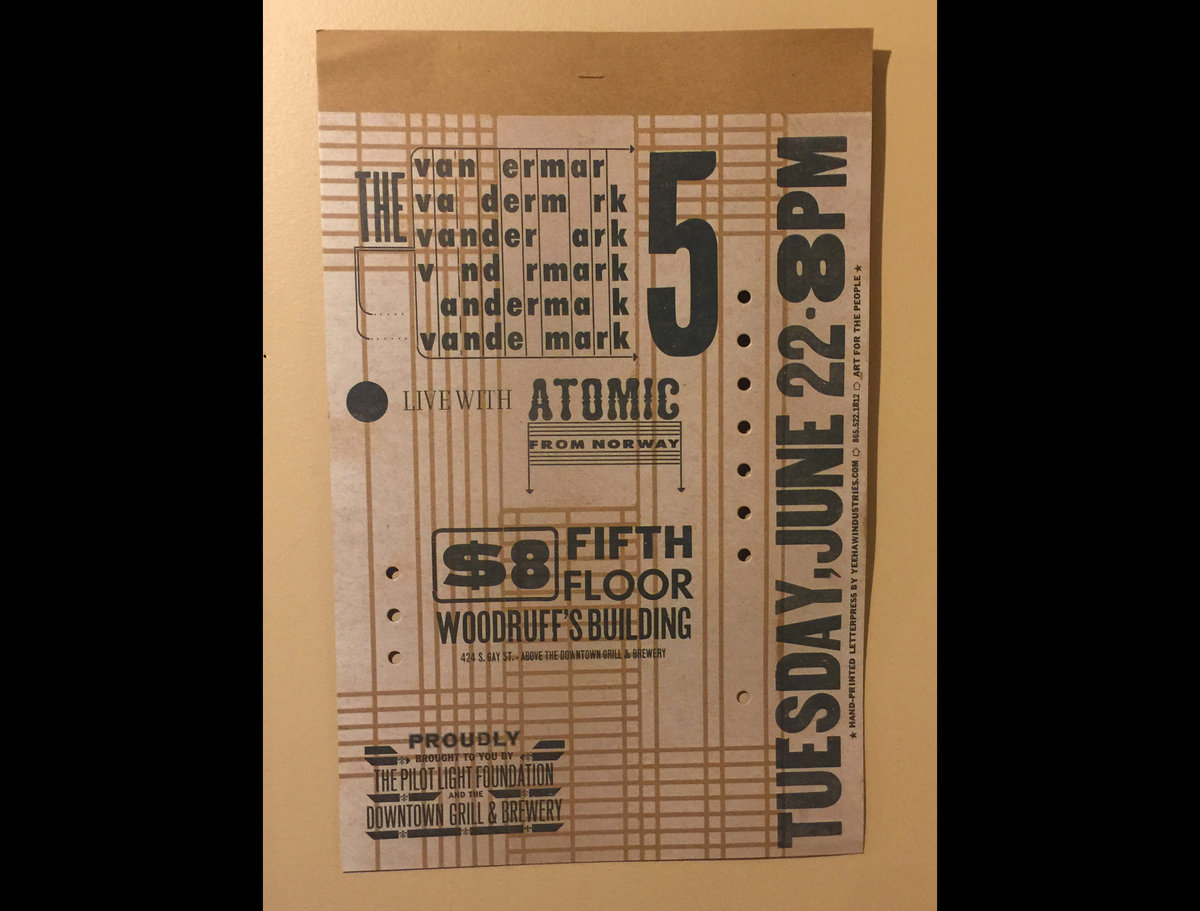 THE
van ermar
va derm rk
vander ark
v nd rmark
anderma k
vande mark
5
LIVE WITH ATOMIC
FROM NORWAY
$8 FIFTH
FLOOR
WOODRUFF'S BUILDING
424 S. GAY ST. - ABOVE THE DOWNTOWN GRILL & BREWERY
PROUDLY
BROUGHT TO YOU BY
THE PILOT LIGHT FOUNDATION
AND THE
DOWNTOWN GRILL & BREWERY
TUESDAY, JUNE 22 · 8PM
★ HAND-PRINTED LETTERPRESS BY YEEHAWINDUSTRIES.COM ⇨ 865.522.1812 ⇨ ART FOR THE PEOPLE ★